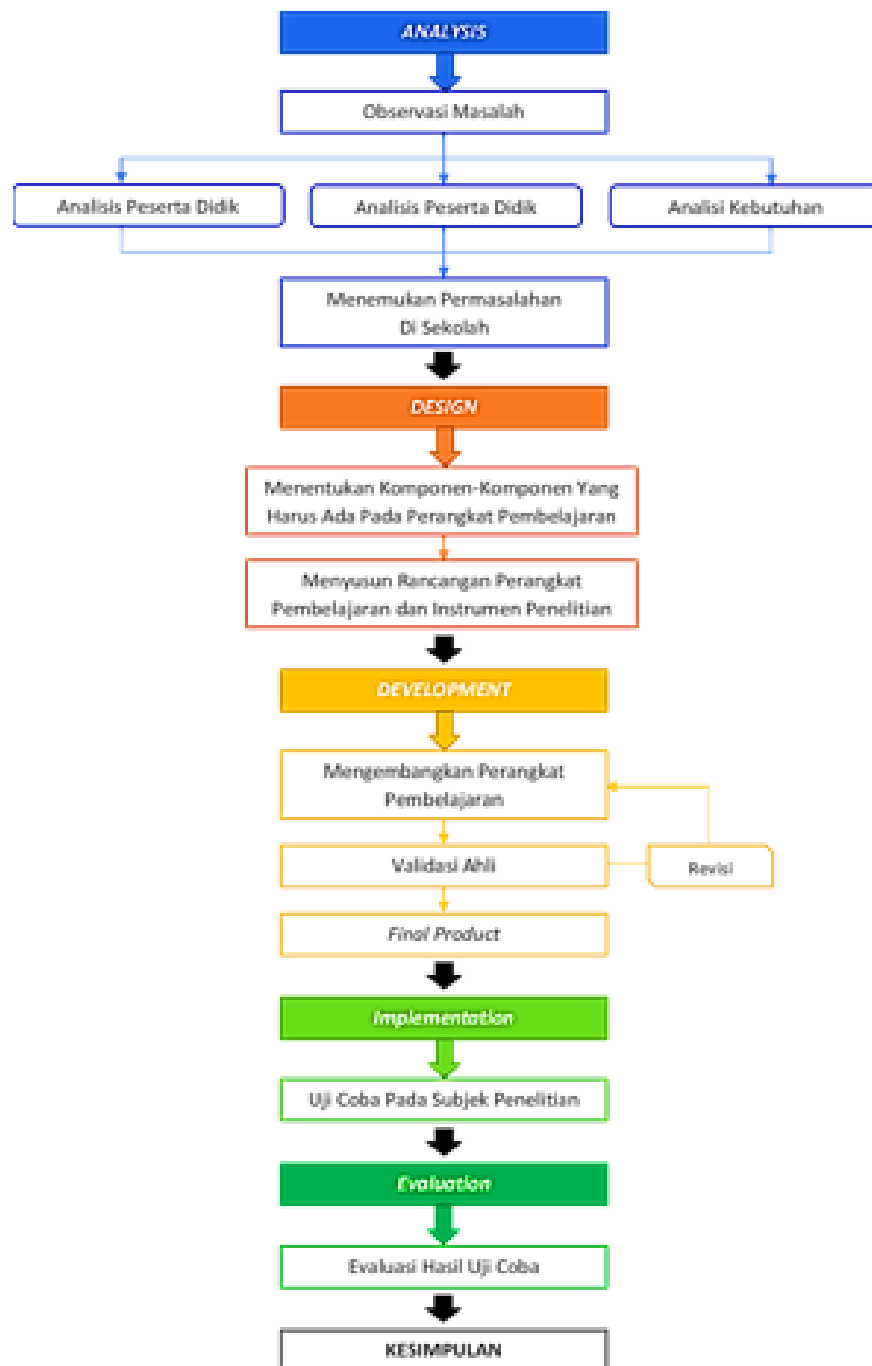 ANALYSIS
Observasi Masalah
Analisis Peserta Didik
Analisis Peserta Didik
Analisi Kebutuhan
Menemukan Permasalahan
Di Sekolah
DESIGN
Menentukan Komponen-Komponen Yang
Harus Ada Pada Perangkat Pembelajaran
Menyusun Rancangan Perangkat
Pembelajaran dan Instrumen Penelitian
DEVELOPMENT
Mengembangkan Perangkat
Pembelajaran
Validasi Ahli
Revisi
Final Product
Implementation
Uji Coba Pada Subjek Penelitian
Evaluation
Evaluasi Hasil Uji Coba
KESIMPULAN